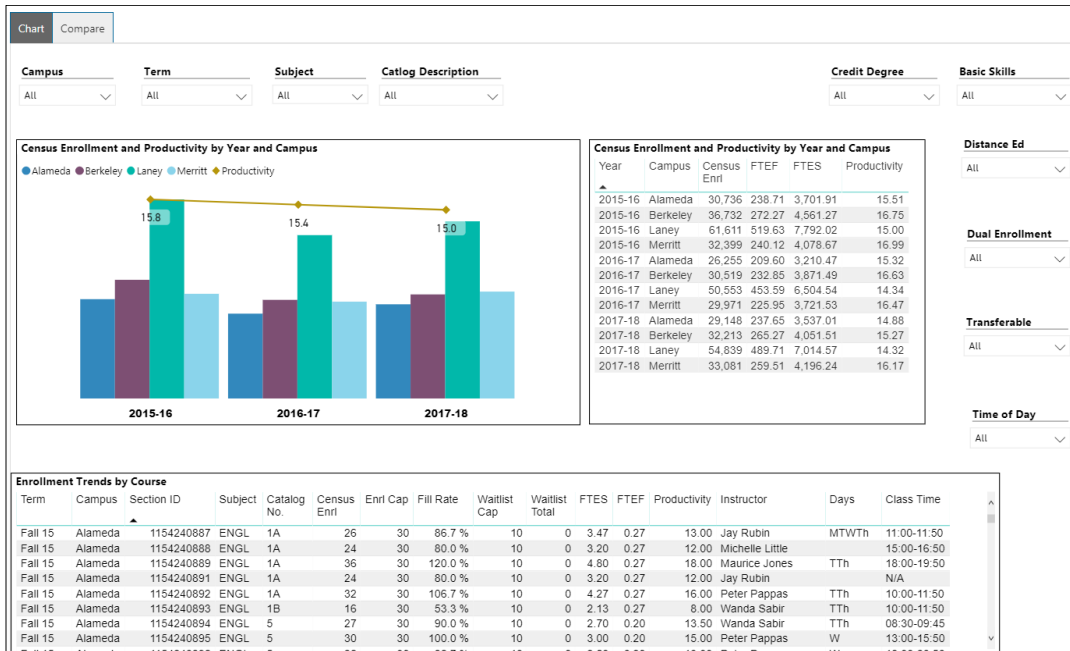 Chart Compare
Campus Term Subject Catlog Description Credit Degree Basic Skills
All All All All All All
Census Enrollment and Productivity by Year and Campus
Alameda Berkeley Laney Merritt Productivity
15.8
15.4
15.0
2015-16 2016-17 2017-18
Census Enrollment and Productivity by Year and Campus
Year Campus Census Enrl FTEF FTES Productivity
2015-16 Alameda 30,736 238.71 3,701.91 15.51
2015-16 Berkeley 36,732 272.27 4,561.27 16.75
2015-16 Laney 61,611 519.63 7,792.02 15.00
2015-16 Merritt 32,399 240.12 4,078.67 16.99
2016-17 Alameda 26,255 209.60 3,210.47 15.32
2016-17 Berkeley 30,519 232.85 3,871.49 16.63
2016-17 Laney 50,553 453.59 6,504.54 14.34
2016-17 Merritt 29,971 225.95 3,721.53 16.47
2017-18 Alameda 29,148 237.65 3,537.01 14.88
2017-18 Berkeley 32,213 265.27 4,051.51 15.27
2017-18 Laney 54,839 489.71 7,014.57 14.32
2017-18 Merritt 33,081 259.51 4,196.24 16.17
Distance Ed
All
Dual Enrollment
All
Transferable
All
Time of Day
All
Enrollment Trends by Course
Term Campus Section ID Subject Catalog No. Census Enrl Enrl Cap Fill Rate Waitlist Cap Waitlist Total FTES FTEF Productivity Instructor Days Class Time
Fall 15 Alameda 1154240887 ENGL 1A 26 30 86.7 % 10 0 3.47 0.27 13.00 Jay Rubin MTWTh 11:00-11:50
Fall 15 Alameda 1154240888 ENGL 1A 24 30 80.0 % 10 0 3.20 0.27 12.00 Michelle Little 15:00-16:50
Fall 15 Alameda 1154240889 ENGL 1A 36 30 120.0 % 10 0 4.80 0.27 18.00 Maurice Jones TTh 18:00-19:50
Fall 15 Alameda 1154240891 ENGL 1A 24 30 80.0 % 10 0 3.20 0.27 12.00 Jay Rubin N/A
Fall 15 Alameda 1154240892 ENGL 1A 32 30 106.7 % 10 0 4.27 0.27 16.00 Peter Pappas TTh 10:00-11:50
Fall 15 Alameda 1154240893 ENGL 1B 16 30 53.3 % 10 0 2.13 0.27 8.00 Wanda Sabir TTh 10:00-11:50
Fall 15 Alameda 1154240894 ENGL 5 27 30 90.0 % 10 0 2.70 0.20 13.50 Wanda Sabir TTh 08:30-09:45
Fall 15 Alameda 1154240895 ENGL 5 30 30 100.0 % 10 0 3.00 0.20 15.00 Peter Pappas W 13:00-15:50